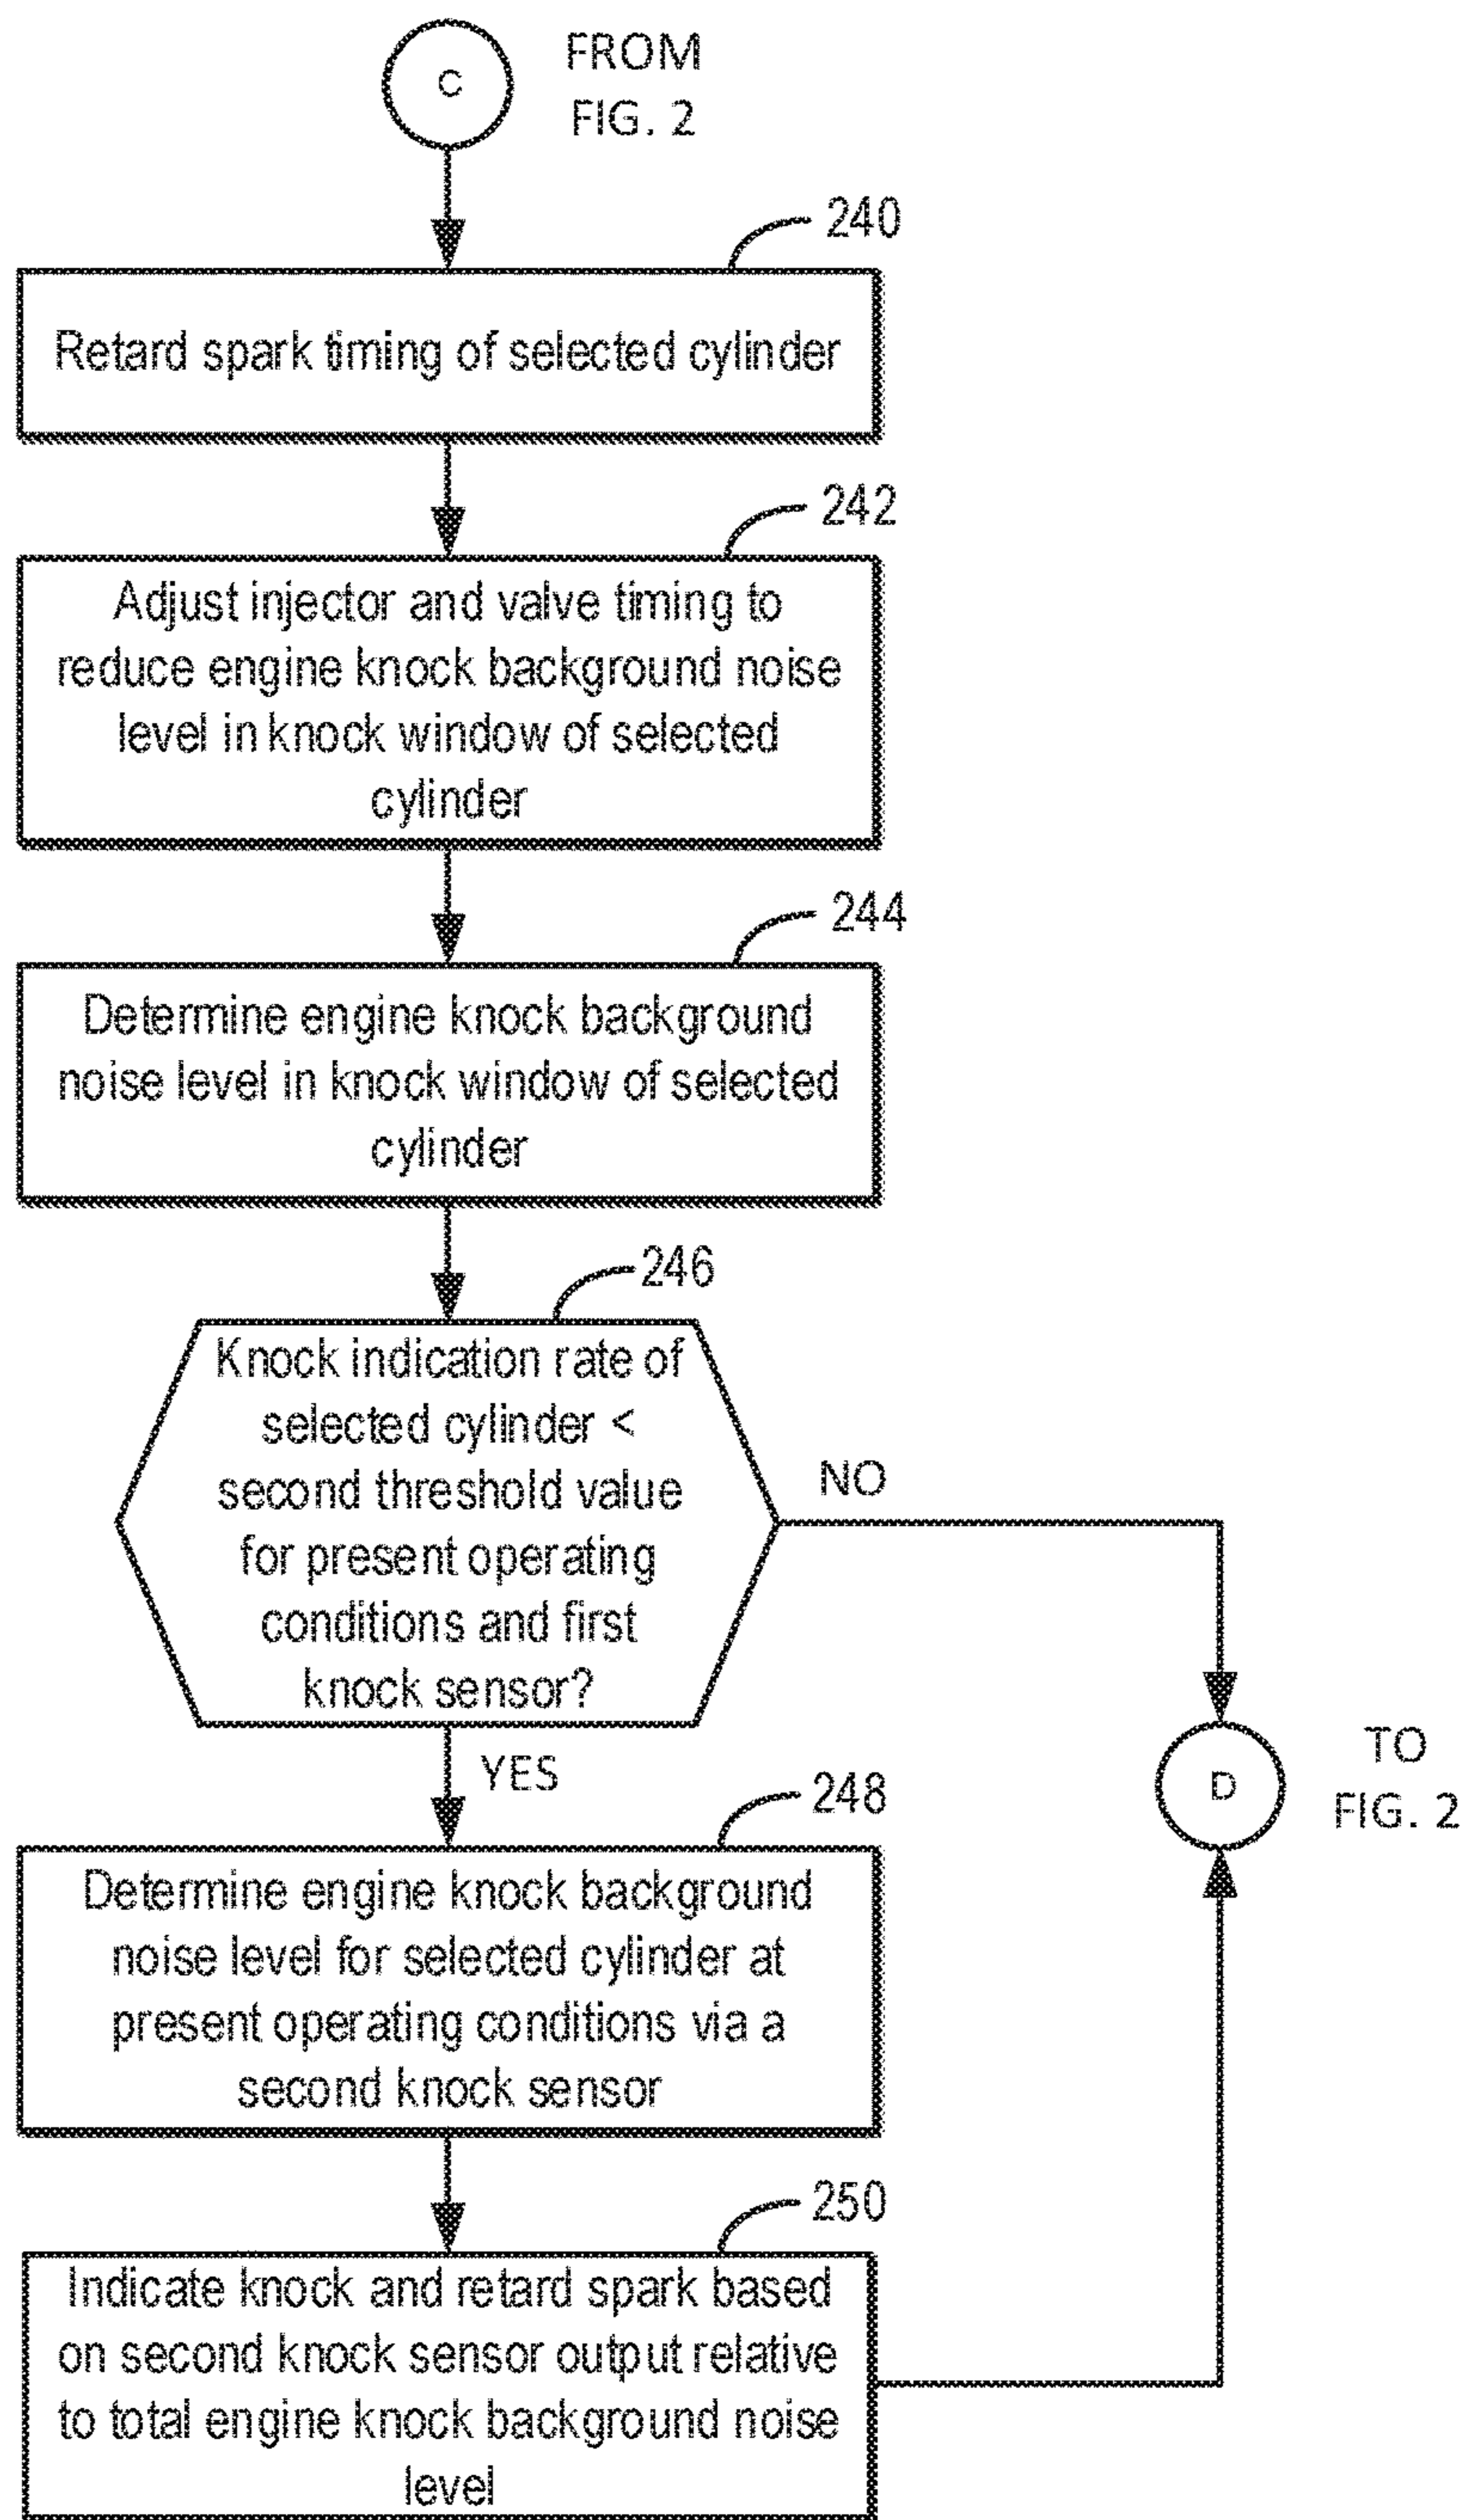 C
FROM
FIG. 2
240
Retard spark timing of selected cylinder
242
Adjust injector and valve timing to
reduce engine knock background noise
level in knock window of selected
cylinder
244
Determine engine knock background
noise level in knock window of selected
cylinder
246
Knock indication rate of
selected cylinder <
second threshold value
for present operating
conditions and first
knock sensor?
NO
YES
D
TO
FIG. 2
248
Determine engine knock background
noise level for selected cylinder at
present operating conditions via a
second knock sensor
250
Indicate knock and retard spark based
on second knock sensor output relative
to total engine knock background noise
level